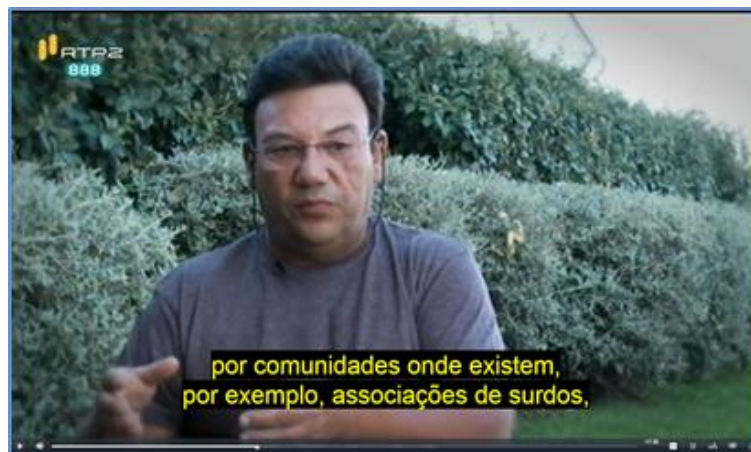 RTP2
888
por comunidades onde existem,
por exemplo, associações de surdos,